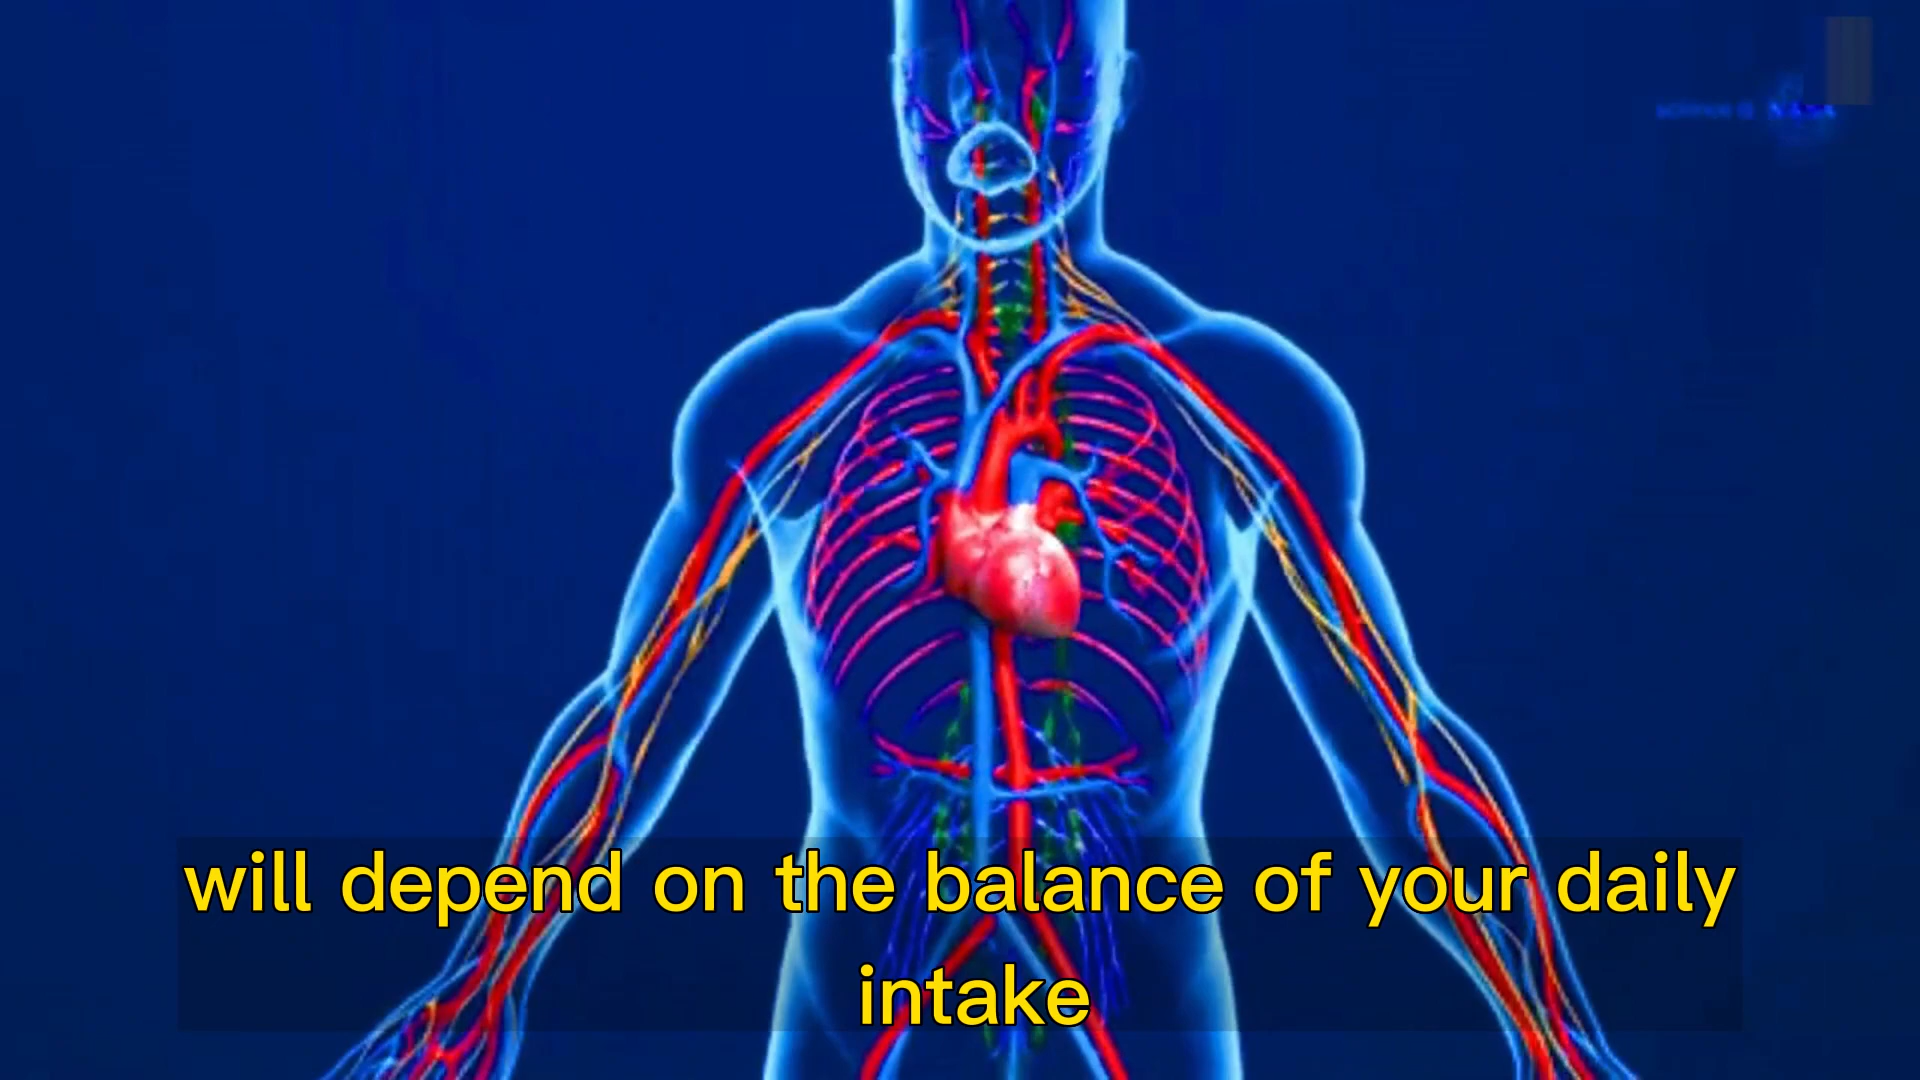 will depend on the balance of your daily
intake